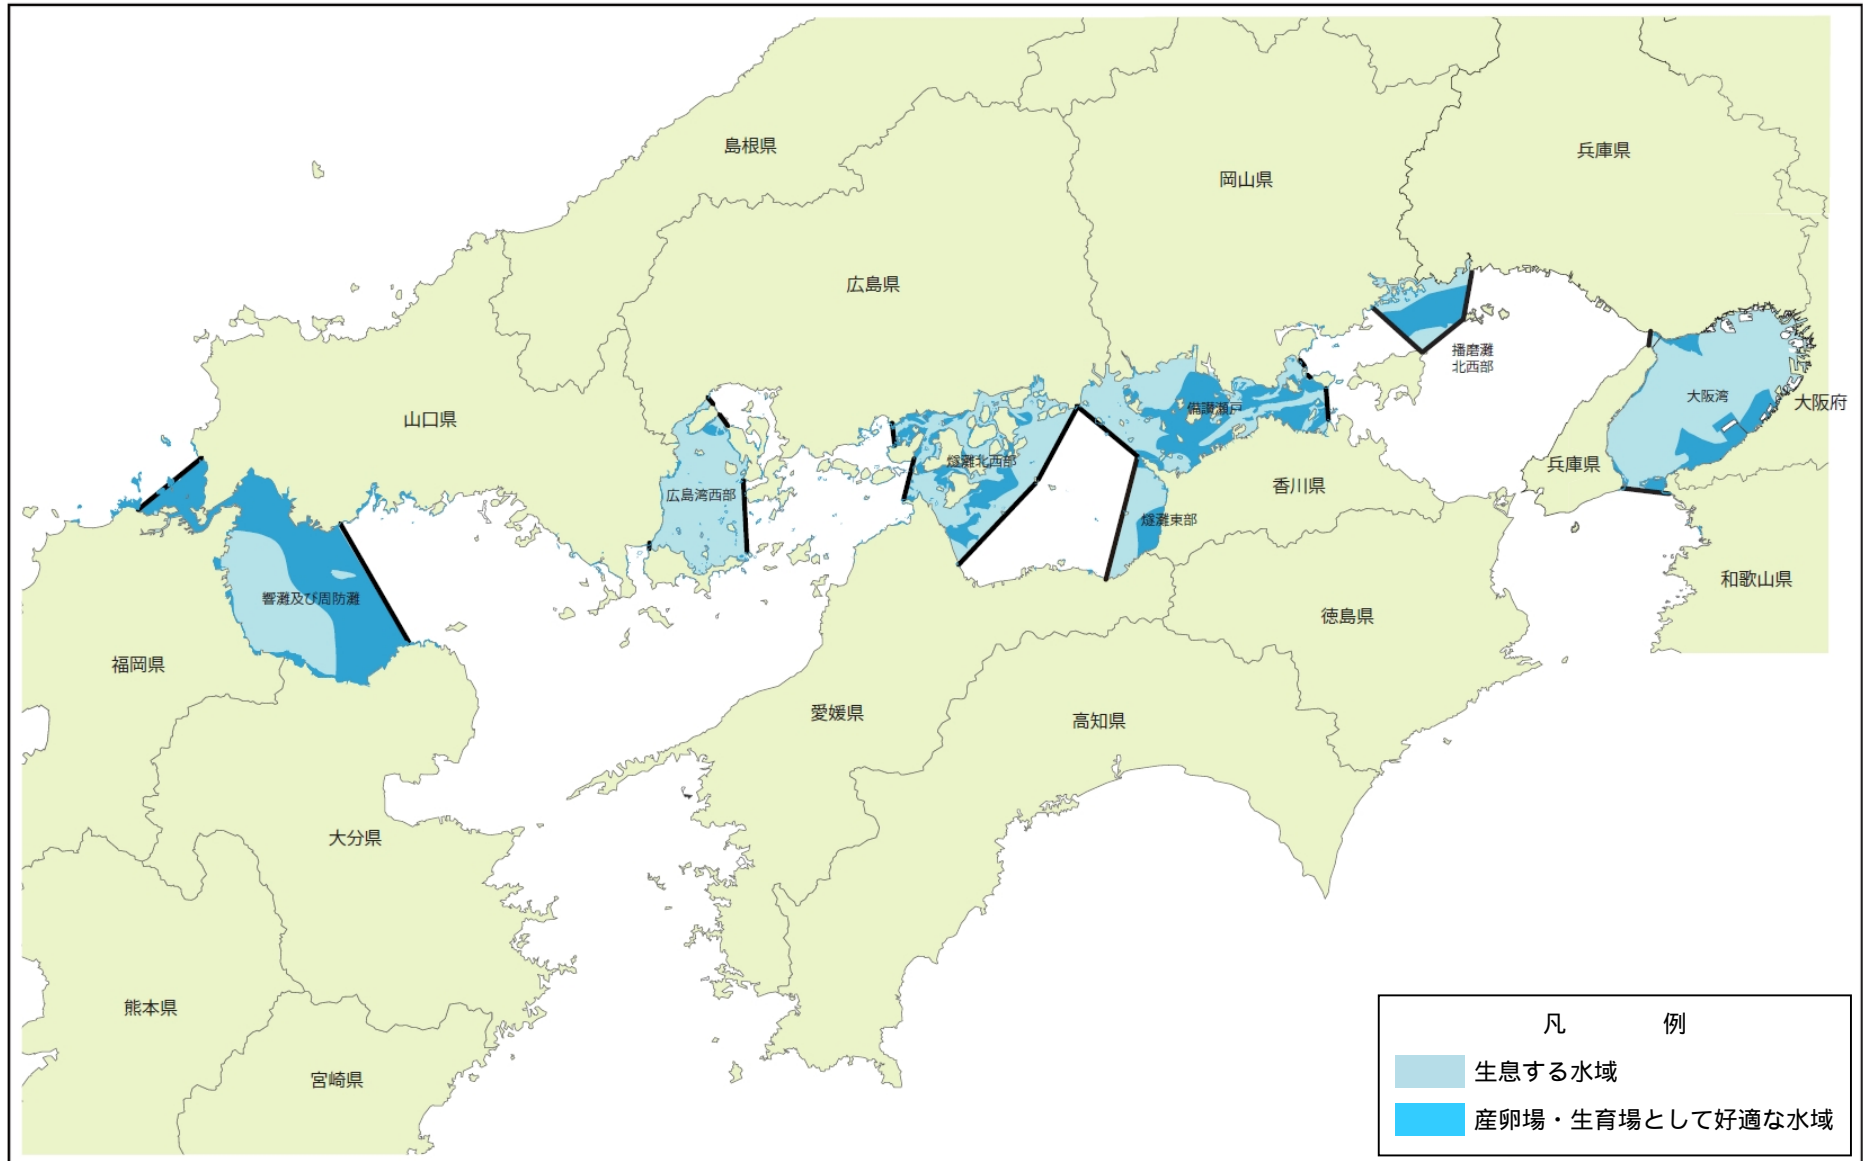 島根県
兵庫県
岡山県
広島県
播磨灘
北西部
大阪湾
大阪府
備讃瀬戸
山口県
燧灘北西部
兵庫県
香川県
広島湾西部
燧灘東部
和歌山県
響灘及び周防灘
徳島県
福岡県
愛媛県
高知県
大分県
熊本県
宮崎県
凡 例
生息する水域
産卵場・生育場として好適な水域